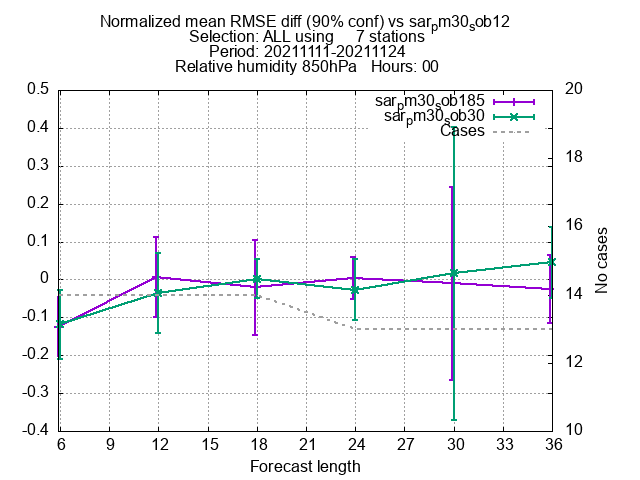 Normalized mean RMSE diff (90% conf) vs sarpm30sob12
Selection: ALL using 7 stations
Period: 20211111-20211124
Relative humidity 850hPa Hours: 00
sarpm30sob185
sarpm30sob30
Cases
0.5
0.4
0.3
0.2
0.1
0
-0.1
-0.2
-0.3
-0.4
20
18
16
14
12
10
No cases
6 9 12 15 18 21 24 27 30 33 36
Forecast length